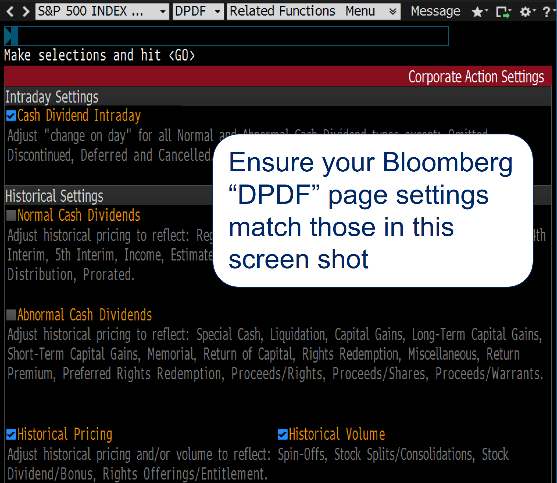 S&P 500 INDEX ... DPDF Related Functions Menu Message
Make selections and hit <GO>
Corporate Action Settings
Intraday Settings
Cash Dividend Intraday
Adjust "change on day" for all Normal and Abnormal Cash Dividend types except: Omitted,
Discontinued, Deferred and Cancelled.
Ensure your Bloomberg
“DPDF” page settings
match those in this
screen shot
Historical Settings
Normal Cash Dividends
Adjust historical pricing to reflect: 4th
Interim, 5th Interim, Income,
Distribution, Prorated.
Abnormal Cash Dividends
Adjust historical pricing to reflect: Special Cash, Liquidation, Capital Gains, Long-Term Capital Gains,
Short-Term Capital Gains, Memorial, Return of Capital, Rights Redemption, Miscellaneous, Return
Premium, Preferred Rights Redemption, Proceeds/Rights, Proceeds/Shares, Proceeds/Warrants.
Historical Pricing Historical Volume
Adjust historical pricing and/or volume to reflect: Spin-Offs, Stock Splits/Consolidations, Stock
Dividend/Bonus, Rights Offerings/Entitlement.